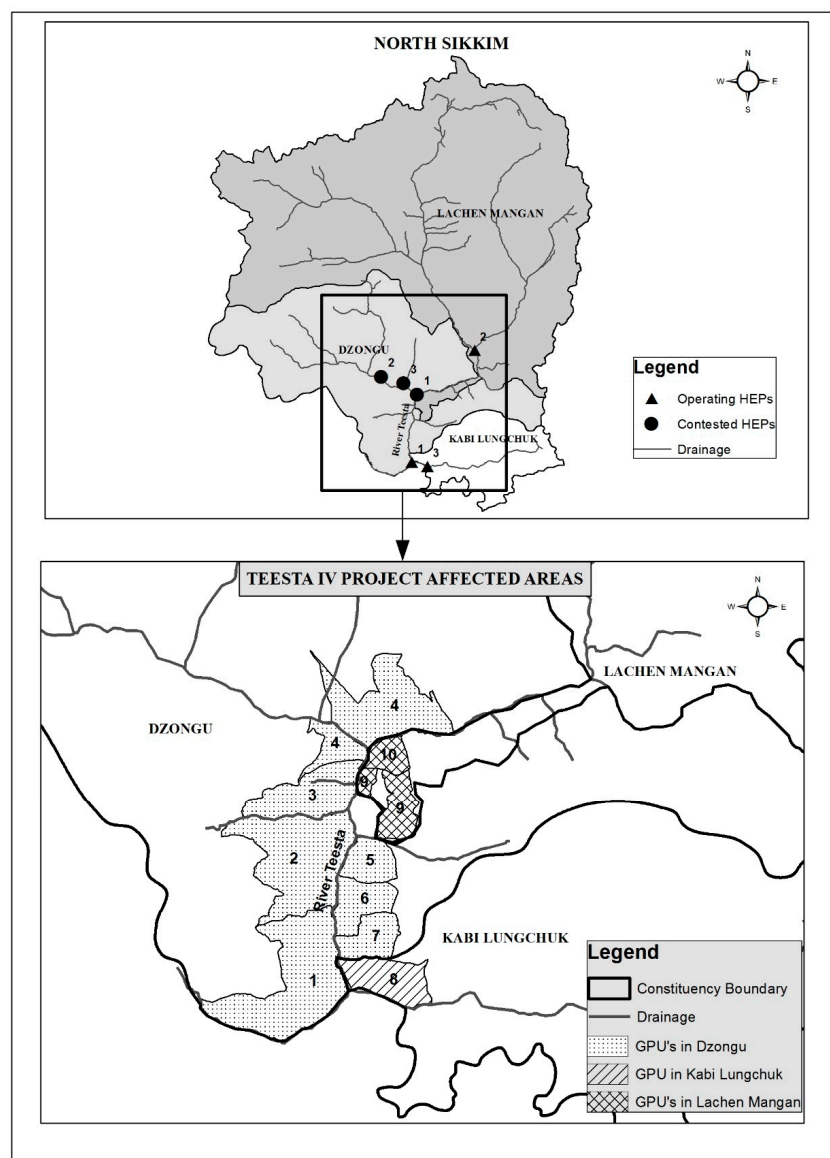 NORTH SIKKIM
N
W E
S
LACHEN MANGAN
2
DZONGU
2
3
1
River Teesta
KABI LUNGCHUK
1
3
Legend
Operating HEPs
Contested HEPs
Drainage
TEESTA IV PROJECT AFFECTED AREAS
N
W E
S
LACHEN MANGAN
DZONGU
4
4
10
9
9
3
2
River Teesta
5
6
7
KABI LUNGCHUK
8
1
Legend
Constituency Boundary
Drainage
GPU's in Dzongu
GPU in Kabi Lungchuk
GPU's in Lachen Mangan